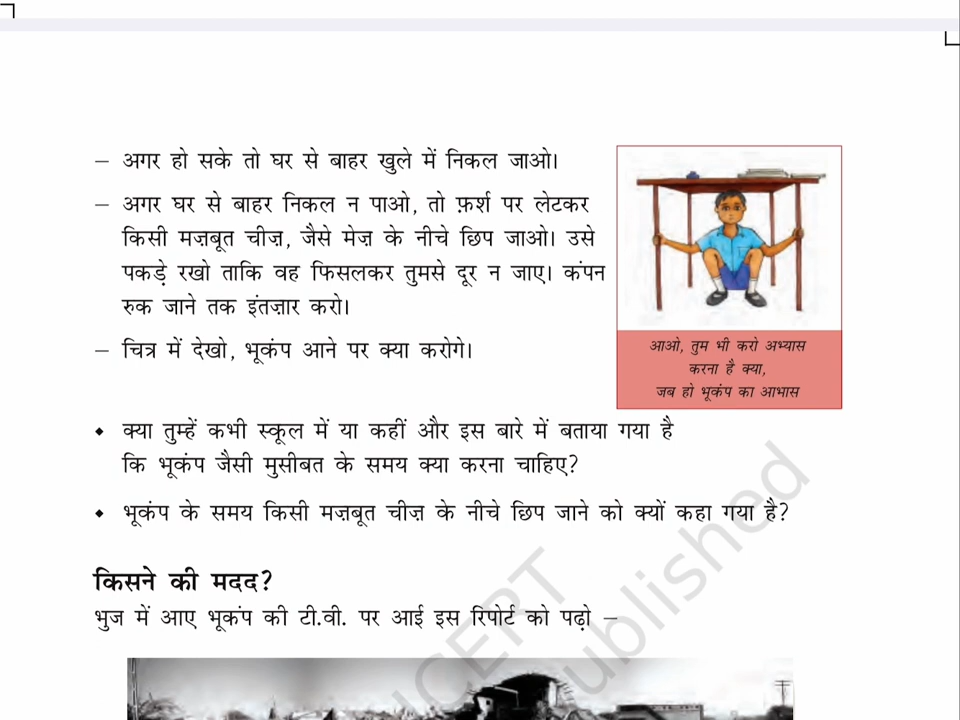 – अगर हो सके तो घर से बाहर खुले में निकल जाओ।
– अगर घर से बाहर निकल न पाओ, तो फ़र्श पर लेटकर
किसी मज़बूत चीज़, जैसे मेज़ के नीचे छिप जाओ। उसे
पकड़े रखो ताकि वह फिसलकर तुमसे दूर न जाए। कंपन
रुक जाने तक इंतज़ार करो।
– चित्र में देखो, भूकंप आने पर क्या करोगे।
आओ, तुम भी करो अभ्यास
करना है क्या,
जब हो भूकंप का आभास
◆ क्या तुम्हें कभी स्कूल में या कहीं और इस बारे में बताया गया है
कि भूकंप जैसी मुसीबत के समय क्या करना चाहिए?
◆ भूकंप के समय किसी मज़बूत चीज़ के नीचे छिप जाने को क्यों कहा गया है?
किसने की मदद?
भुज में आए भूकंप की टी.वी. पर आई इस रिपोर्ट को पढ़ो –
NCERT
ublished